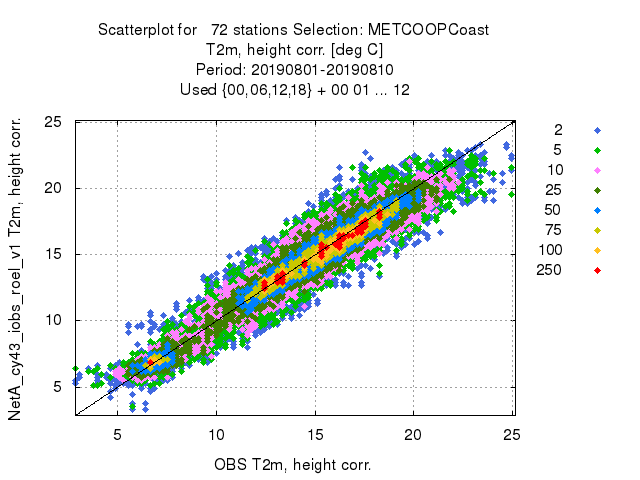 Scatterplot for   72 stations Selection: METCOOPCoast
T2m, height corr. [deg C]
Period: 20190801-20190810
Used {00,06,12,18} + 00 01 ... 12
NetA_cy43_iobs_roel_v1 T2m, height corr.
25
20
15
10
5
5 10 15 20 25
OBS T2m, height corr.
2
5
10
25
50
75
100
250